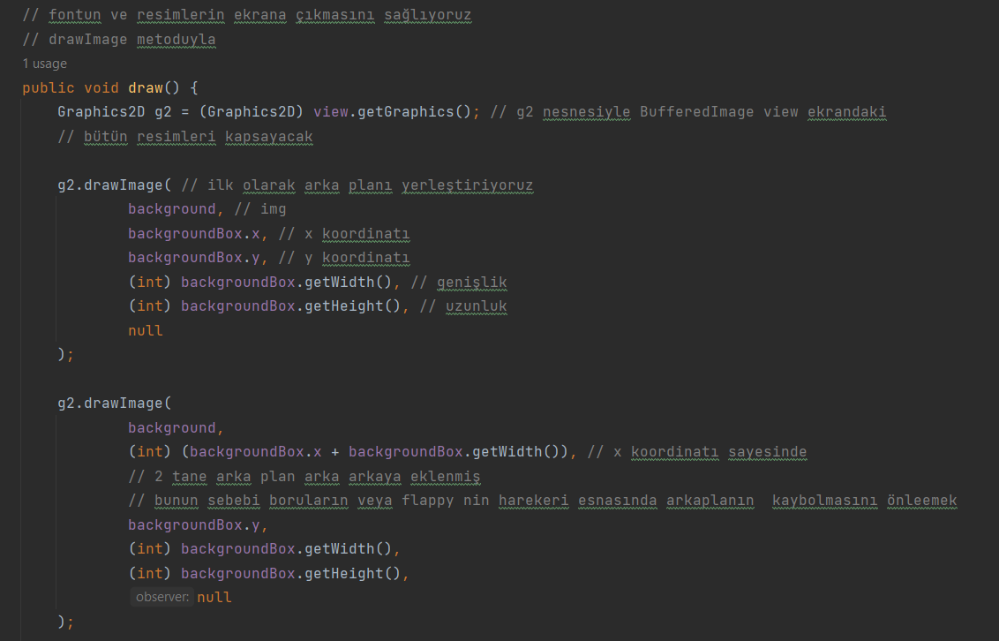 // fontun ve resimlerin ekrana çıkmasını sağlıyoruz
// drawImage metoduyla
1 usage
public void draw() {
Graphics2D g2 = (Graphics2D) view.getGraphics(); // g2 nesnesiyle BufferedImage view ekrandaki
// bütün resimleri kapsayacak
g2.drawImage( // ilk olarak arka planı yerleştiriyoruz
background, // img
backgroundBox.x, // x koordinatı
backgroundBox.y, // y koordinatı
(int) backgroundBox.getWidth(), // genişlik
(int) backgroundBox.getHeight(), // uzunluk
null
);
g2.drawImage(
background,
(int) (backgroundBox.x + backgroundBox.getWidth()), // x koordinatı sayesinde
// 2 tane arka plan arka arkaya eklenmiş
// bunun sebebi boruların veya flappy nin harekeri esnasında arkaplanın  kaybolmasını önleemek
backgroundBox.y,
(int) backgroundBox.getWidth(),
(int) backgroundBox.getHeight(),
observer: null
);